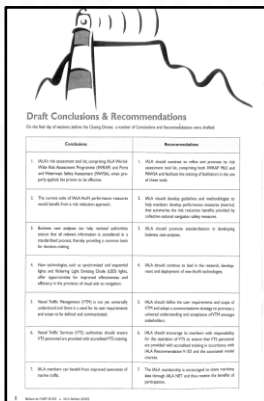 Draft Conclusions & Recommendations
On the final day of sessions, before the Closing Dinner, a number of Conclusions and Recommendations were drafted:
Conclusions
Recommendations
1. IALA's risk assessment tool kit, comprising IALA World-
Wide Risk Assessment Programme (IWRAP) and Ports
and Waterways Safety Assessment (PAWSA), when pro-
perly applied, has proven to be effective.
1. IALA should continue to refine and promote its risk
assessment tool kit, comprising both IWRAP Mk2 and
PAWSA and facilitate the training of facilitators in the use
of these tools.
2. The current suite of IALA AtoN performance measures
would benefit from a risk reduction approach.
2. IALA should develop guidelines and methodologies to
help members develop performance measures (metrics)
that summarize the risk reduction benefits provided by
collective national navigation safety measures.
3. Business case analyses can help national authorities
ensure that all relevant information is considered in a
standardised process, thereby providing a common basis
for decision-making.
3. IALA should promote standardisation in developing
business case analyses.
4. New technologies, such as synchronised and sequential
lights and flickering Light Emitting Diode (LED) lights,
offer opportunities for improved effectiveness and
efficiency in the provision of visual aids to navigation.
4. IALA should continue to lead in the research, develop-
ment and deployment of new AtoN technologies.
5. Vessel Traffic Management (VTM) is not yet universally
understood and there is a need for its user requirements
and scope to be defined and communicated.
5. IALA should define the user requirements and scope of
VTM and adopt a communications strategy to promote a
universal understanding and acceptance of VTM amongst
stakeholders.
6. Vessel Traffic Services (VTS) authorities should ensure
VTS personnel are provided with accredited VTS training.
6. IALA should encourage its members with responsibility
for the operation of VTS to ensure that VTS personnel
are provided with accredited training in accordance with
IALA Recommendation V-103 and the associated model
courses.
7. IALA members can benefit from improved awareness of
marine traffic.
7. The IALA membership is encouraged to share maritime
data through IALA NET and thus receive the benefits of
participation.